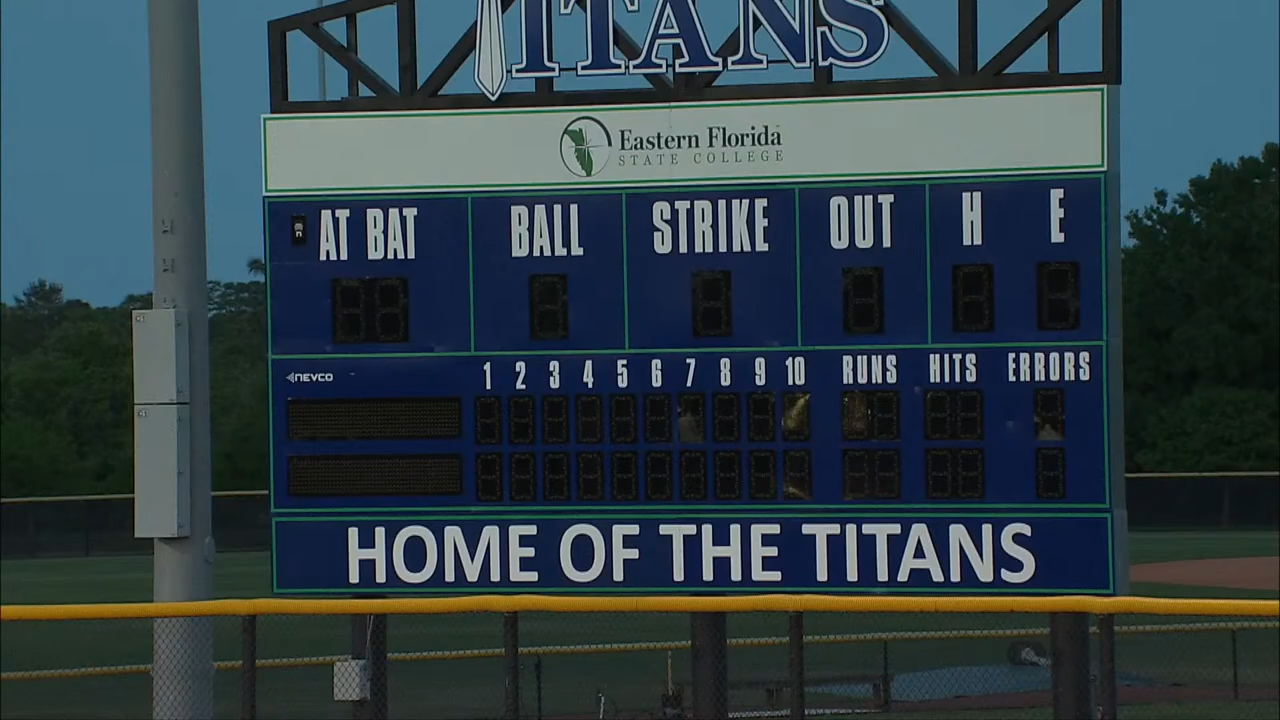 TITANS
Eastern Florida
STATE COLLEGE
AT BAT BALL STRIKE OUT H E
NEVCO 1 2 3 4 5 6 7 8 9 10 RUNS HITS ERRORS
HOME OF THE TITANS